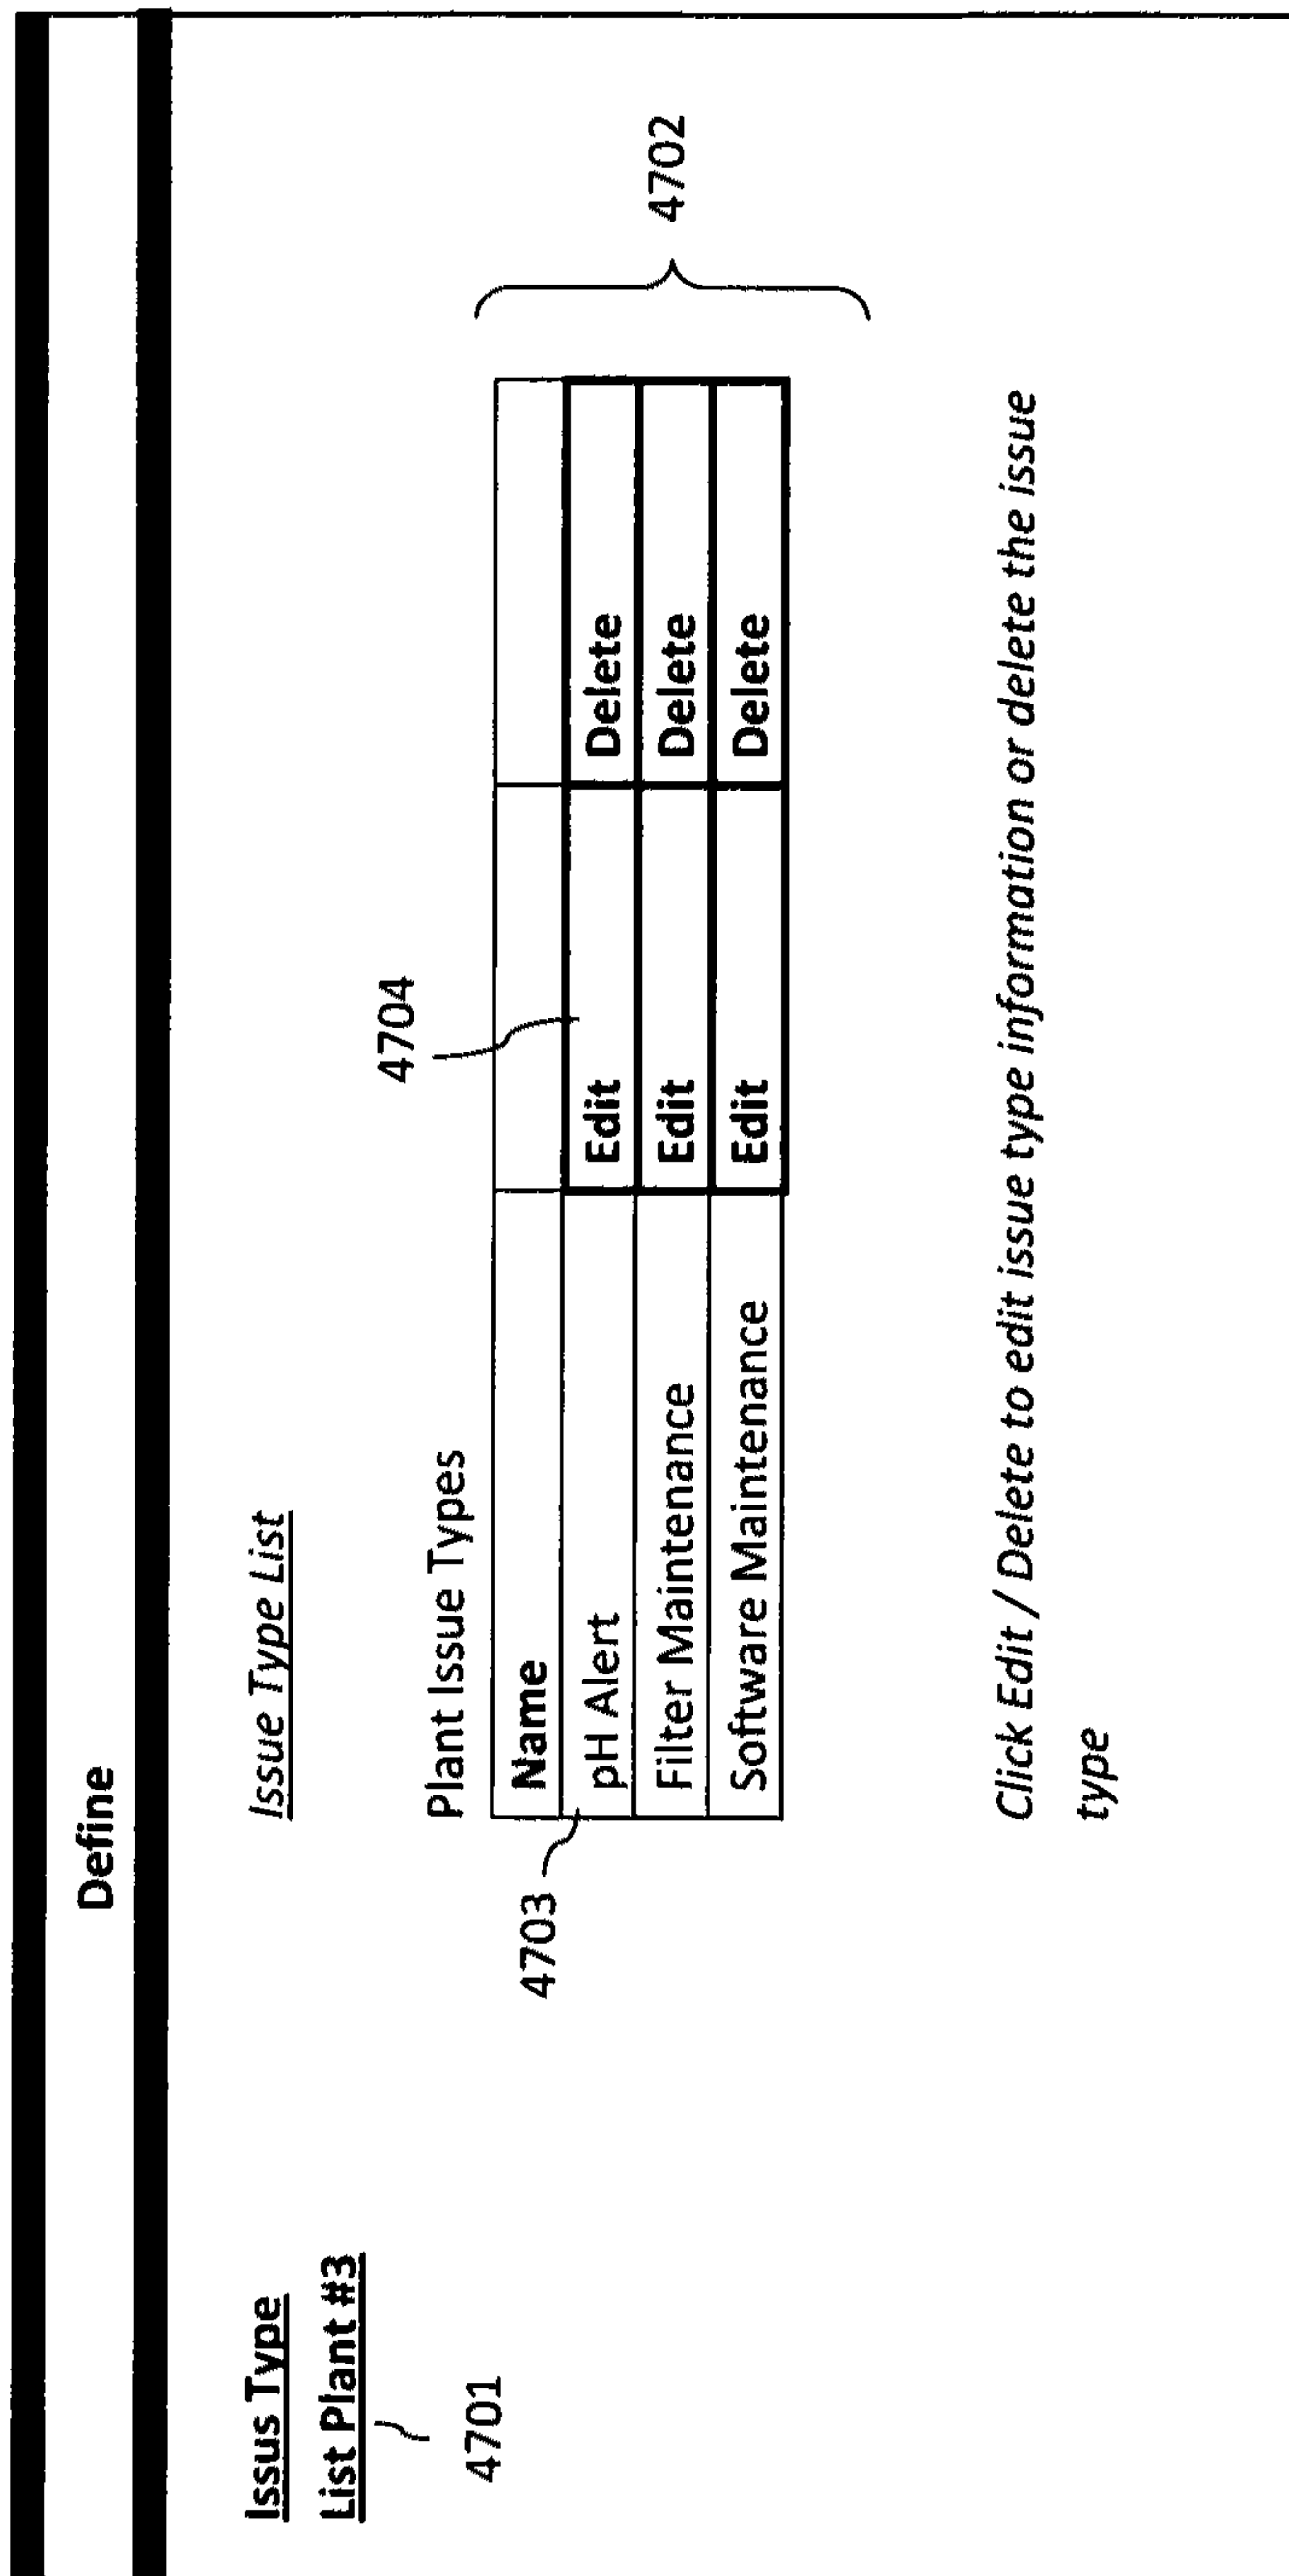 Define
Issus Type
List Plant #3
4701
Issue Type List
Plant Issue Types
4704
Name
4703
pH Alert Edit Delete
Filter Maintenance Edit Delete
Software Maintenance Edit Delete
4702
Click Edit / Delete to edit issue type information or delete the issue
type